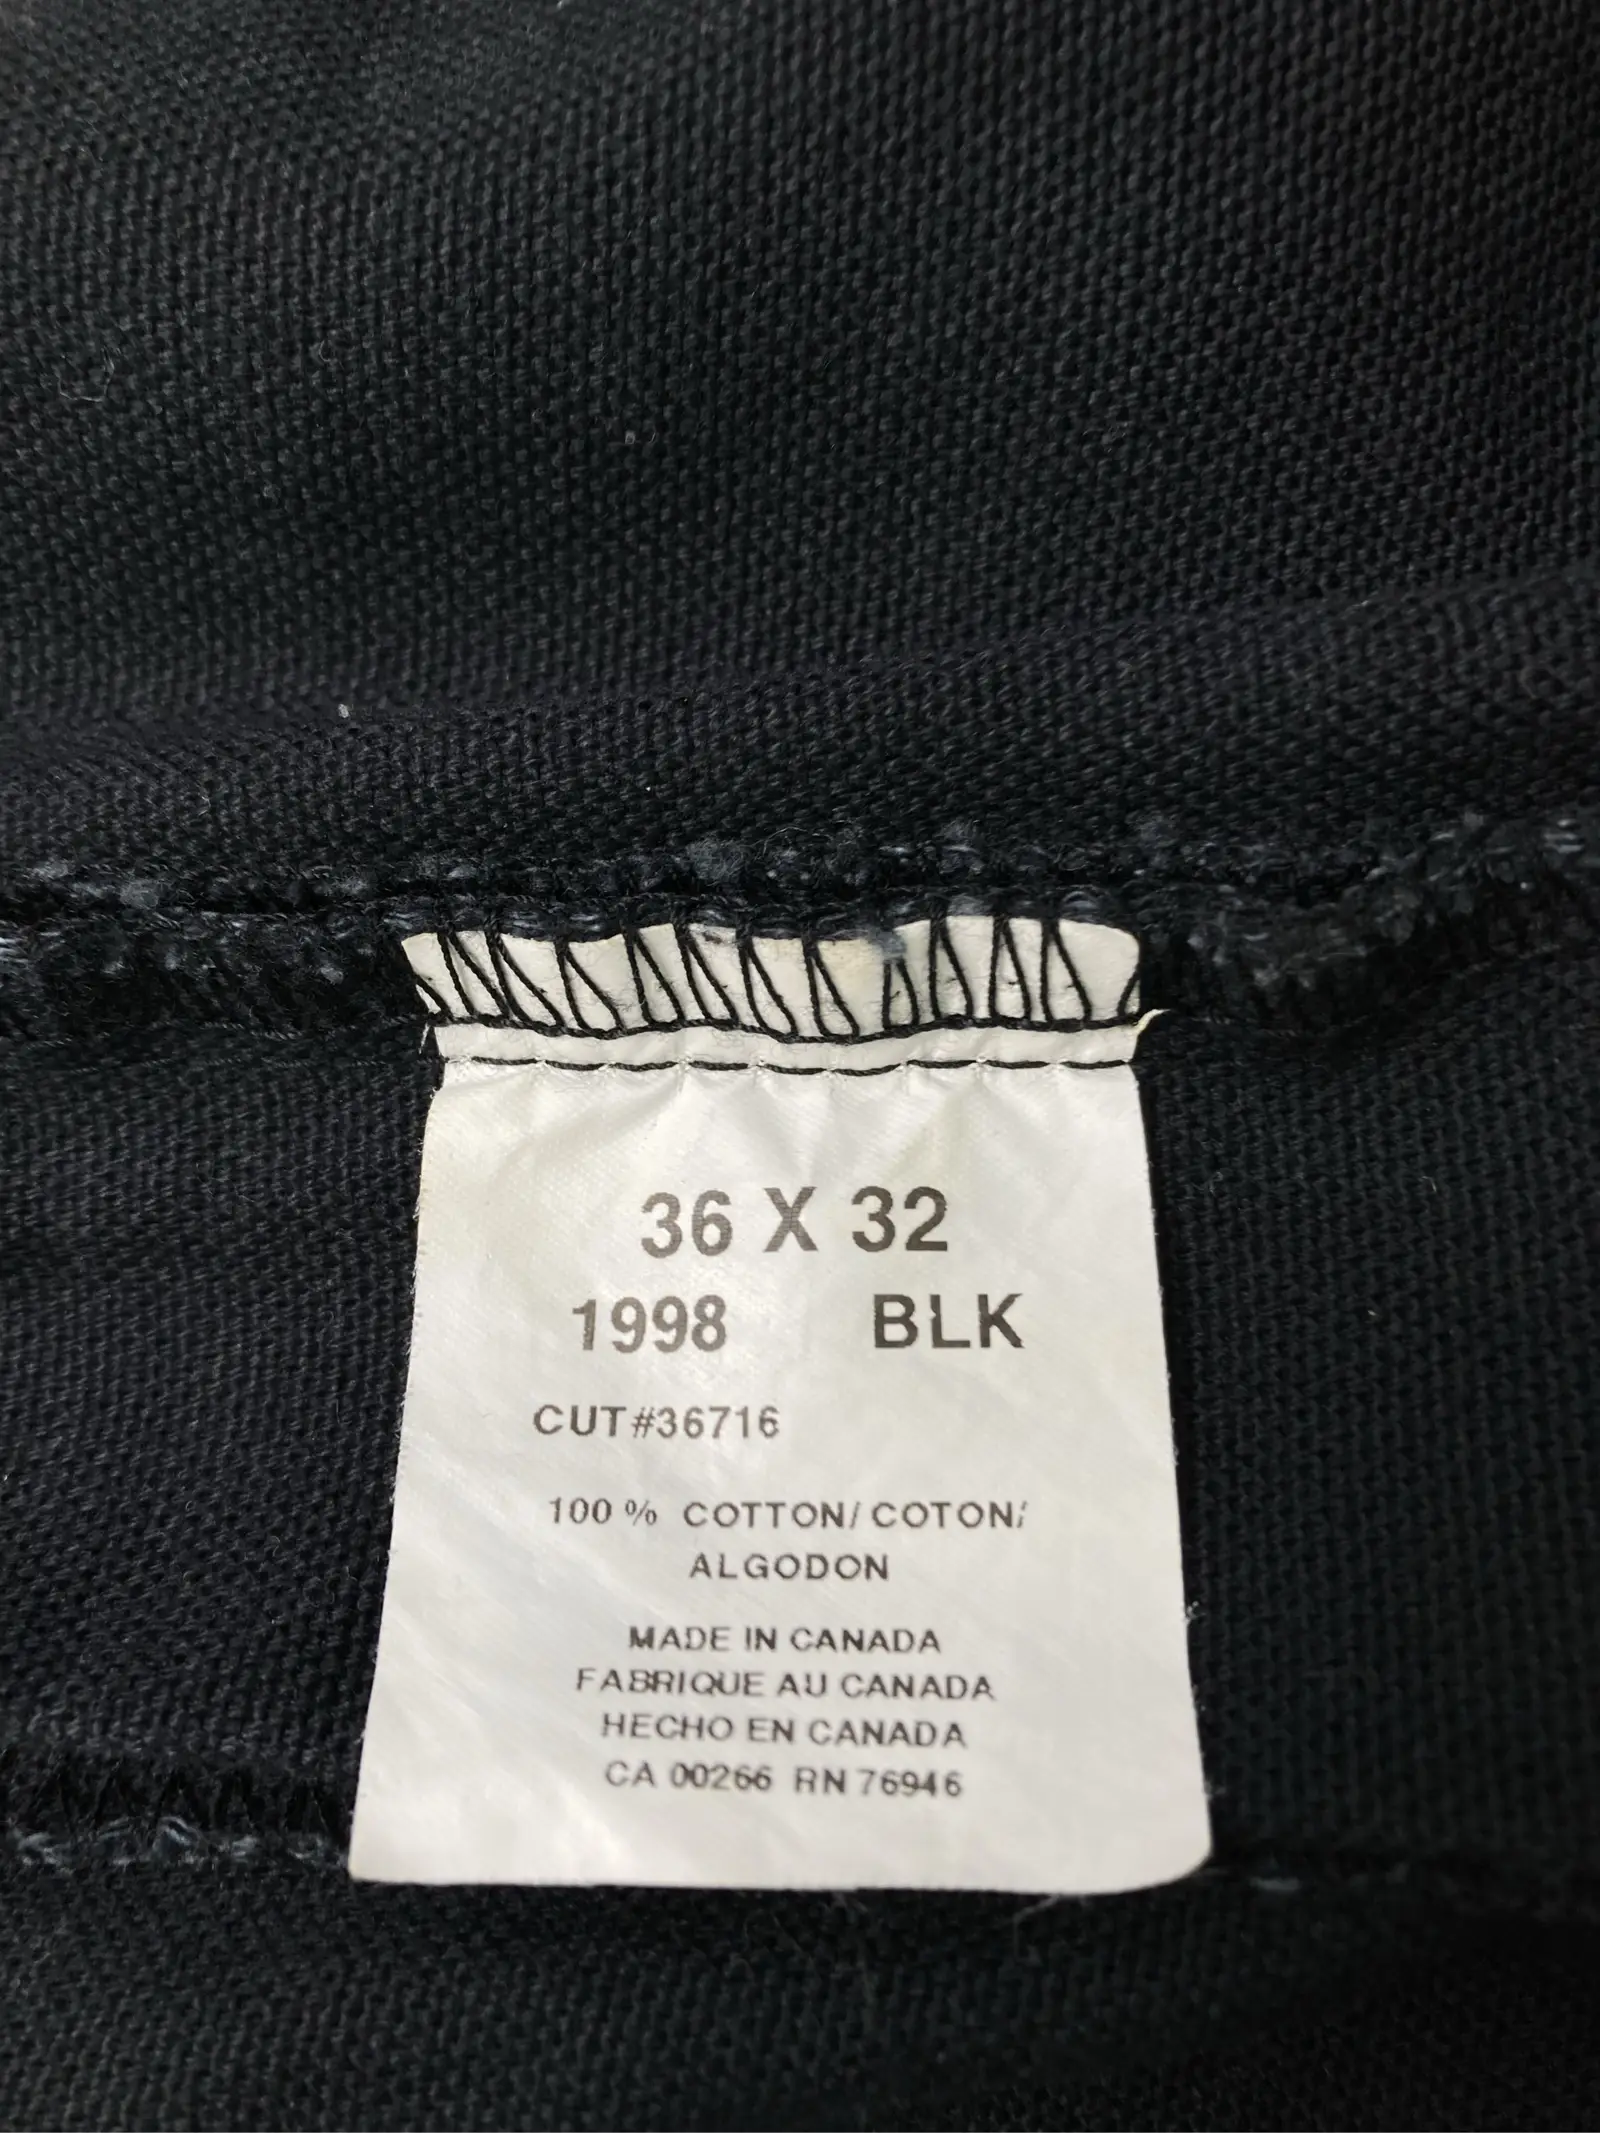 36 X 32
1998 BLK
CUT#36716
100 % COTTON/COTON/
ALGODON
MADE IN CANADA
FABRIQUE AU CANADA
HECHO EN CANADA
CA 00266 RN 76946